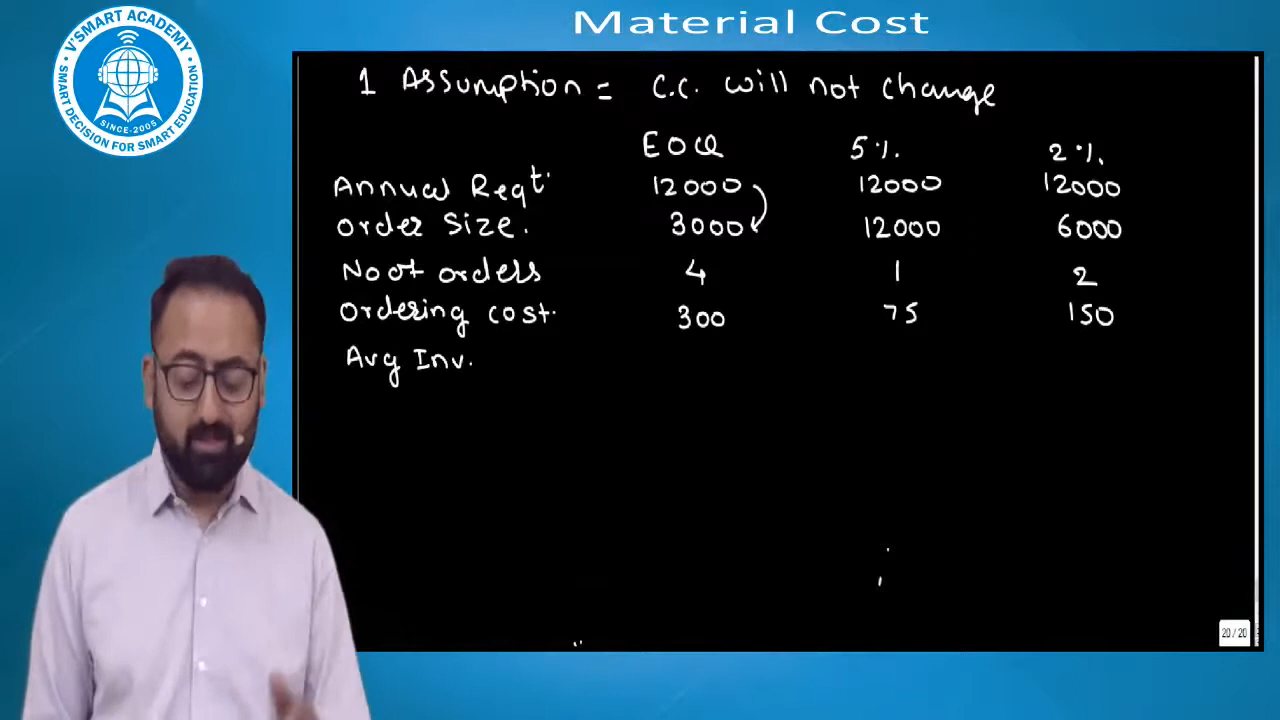 Material Cost
V'SMART ACADEMY
SINCE-2005
SMART DECISION FOR SMART EDUCATION
1 Assumption = C.C. will not change
EOQ 5%. 2%.
Annual Reqt. 12000 12000 12000
Order Size. 3000 12000 6000
No of orders 4 1 2
Ordering cost. 300 75 150
Avg Inv.
20 / 20